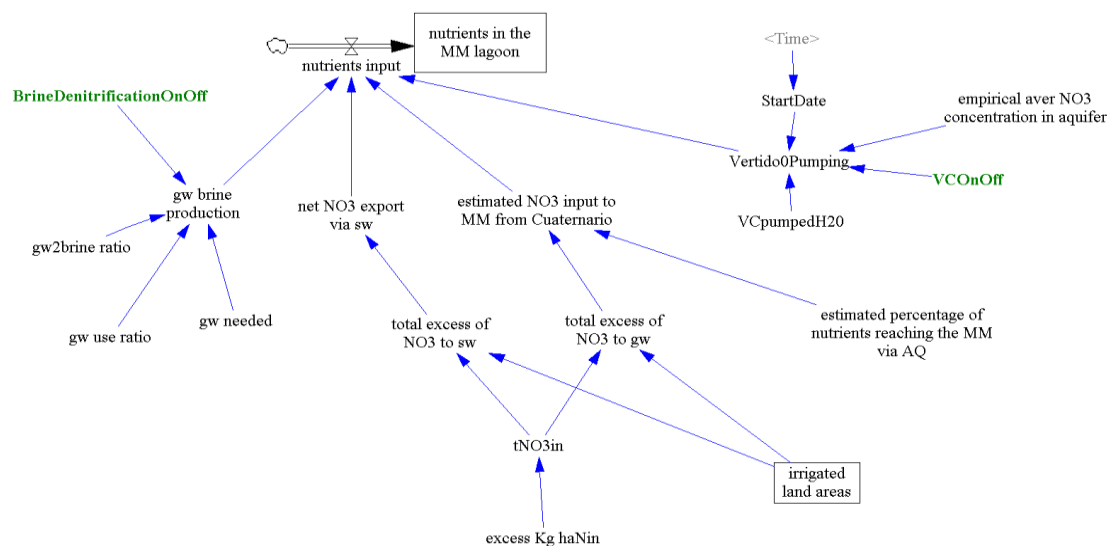 nutrients in the
MM lagoon
<Time>
nutrients input
BrineDenitrificationOnOff
StartDate
empirical aver NO3
concentration in aquifer
Vertido0Pumping
VCOnOff
gw brine
production
net NO3 export
via sw
estimated NO3 input to
MM from Cuaternario
VCpumpedH20
gw2brine ratio
gw use ratio
gw needed
total excess of
NO3 to sw
total excess of
NO3 to gw
estimated percentage of
nutrients reaching the MM
via AQ
tNO3in
irrigated
land areas
excess Kg haNin